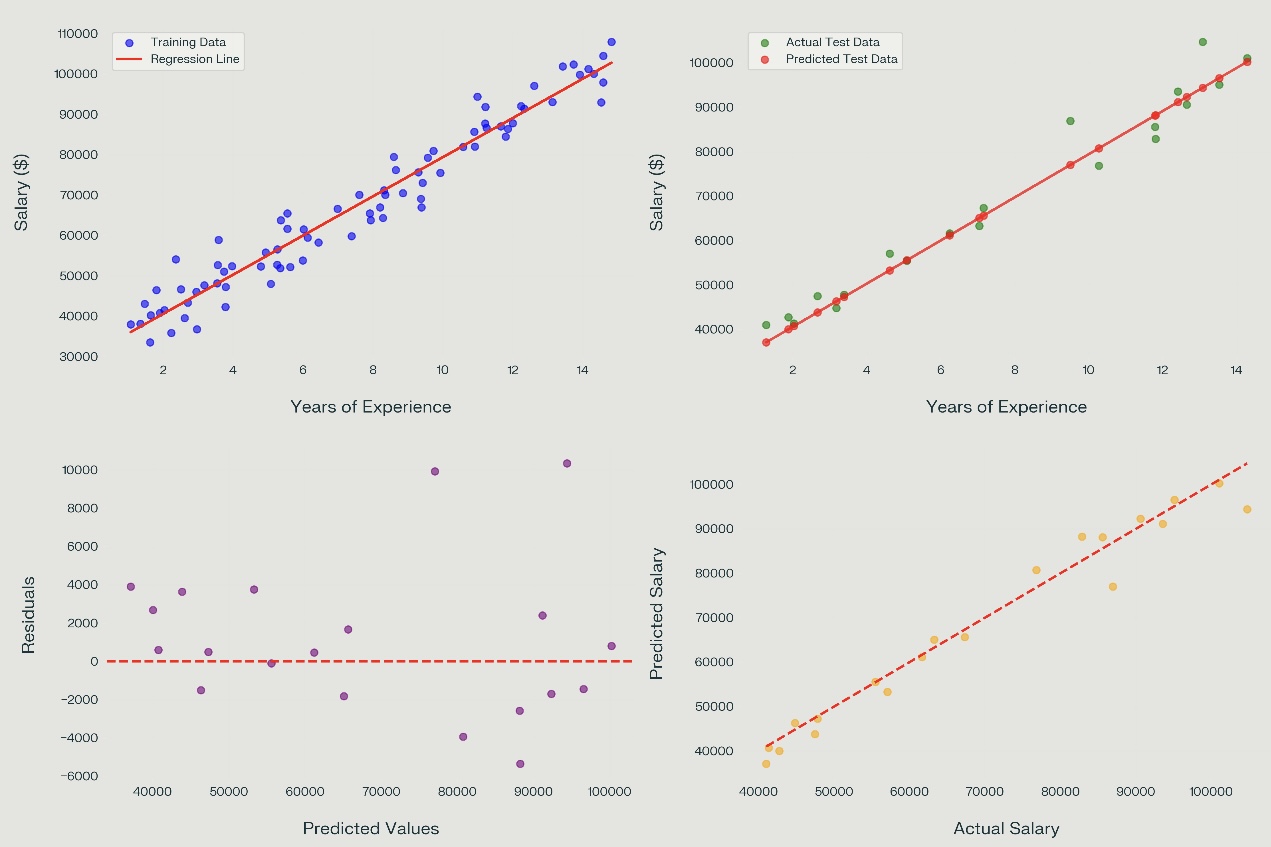 110000
100000
90000
80000
70000
60000
50000
40000
30000
Salary ($)
Training Data
Regression Line
2 4 6 8 10 12 14
Years of Experience
100000
90000
80000
70000
60000
50000
40000
Salary ($)
Actual Test Data
Predicted Test Data
2 4 6 8 10 12 14
Years of Experience
10000
8000
6000
4000
2000
0
−2000
−4000
−6000
Residuals
40000 50000 60000 70000 80000 90000 100000
Predicted Values
100000
90000
80000
70000
60000
50000
40000
Predicted Salary
40000 50000 60000 70000 80000 90000 100000
Actual Salary